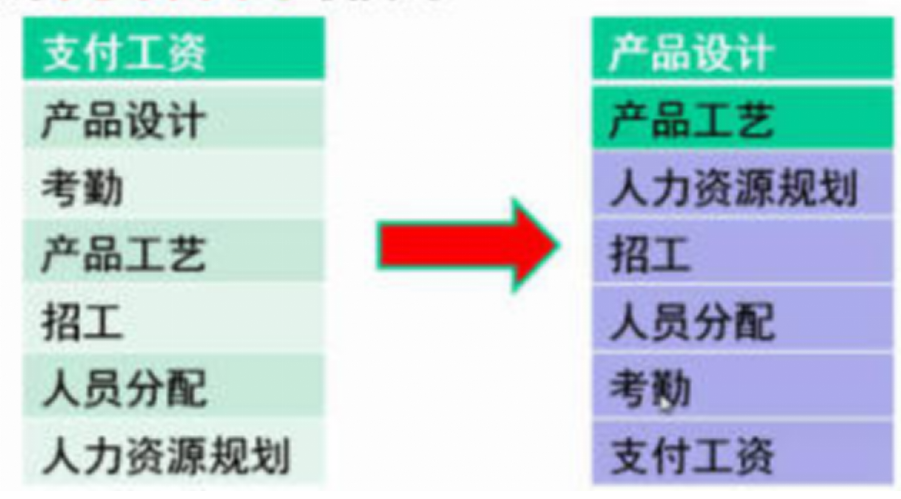 支付工资
产品设计
考勤
产品工艺
招工
人员分配
人力资源规划
产品设计
产品工艺
人力资源规划
招工
人员分配
考勤
支付工资